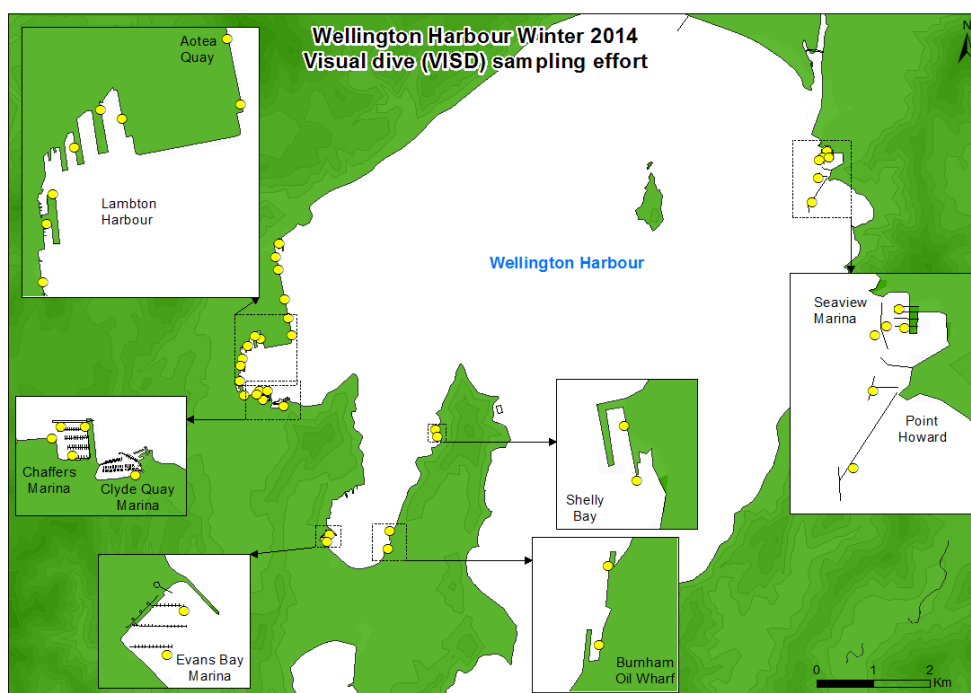 Wellington Harbour Winter 2014
Visual dive (VISD) sampling effort
N
Aotea
Quay
Lambton
Harbour
Wellington Harbour
Seaview
Marina
Point
Howard
Chaffers
Marina
Clyde Quay
Marina
Shelly
Bay
Evans Bay
Marina
Burnham
Oil Wharf
0 1 2
Km